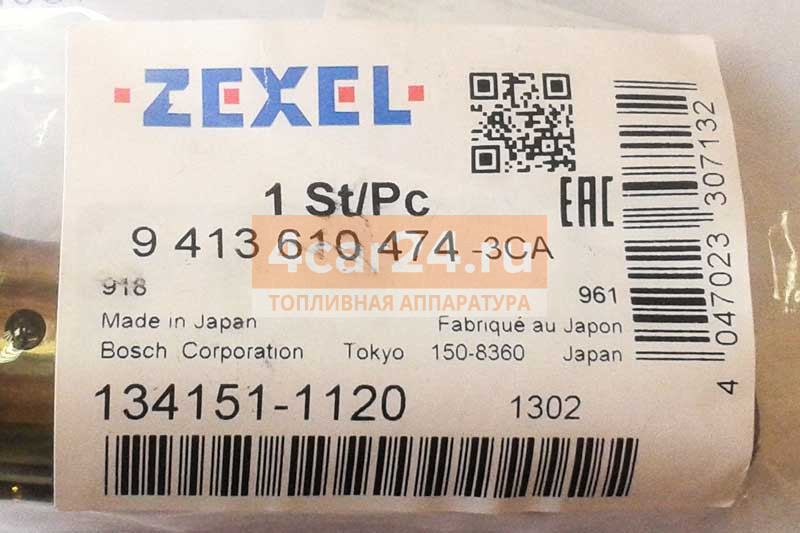 ZEXEL
1 St/Pc
EAC
9 413 610 474 -3CA
4car24.ru
ТОПЛИВНАЯ АППАРАТУРА
918
961
Made in Japan Fabriqué au Japon
Bosch Corporation Tokyo 150-8360 Japan
134151-1120 1302
4 047023 307132